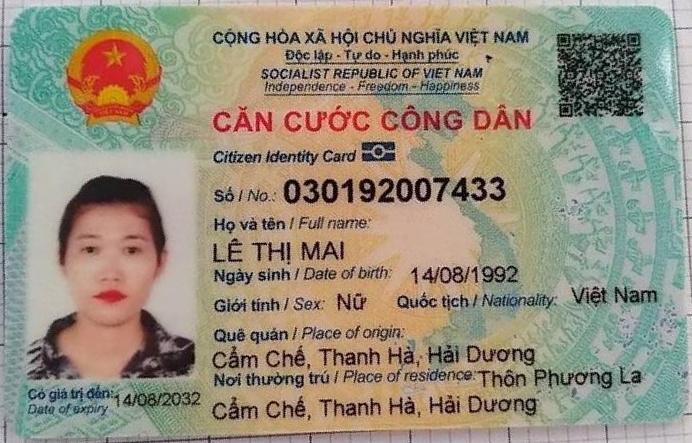 CỘNG HÒA XÃ HỘI CHỦ NGHĨA VIỆT NAM
Độc lập - Tự do - Hạnh phúc
SOCIALIST REPUBLIC OF VIET NAM
Independence - Freedom - Happiness
CĂN CƯỚC CÔNG DÂN
Citizen Identity Card
Số / No.: 030192007433
Họ và tên / Full name:
LÊ THỊ MAI
Ngày sinh / Date of birth: 14/08/1992
Giới tính / Sex: Nữ Quốc tịch / Nationality: Việt Nam
Quê quán / Place of origin:
Cẩm Chế, Thanh Hà, Hải Dương
Nơi thường trú / Place of residence: Thôn Phương La
Cẩm Chế, Thanh Hà, Hải Dương
Có giá trị đến: 14/08/2032
Date of expiry